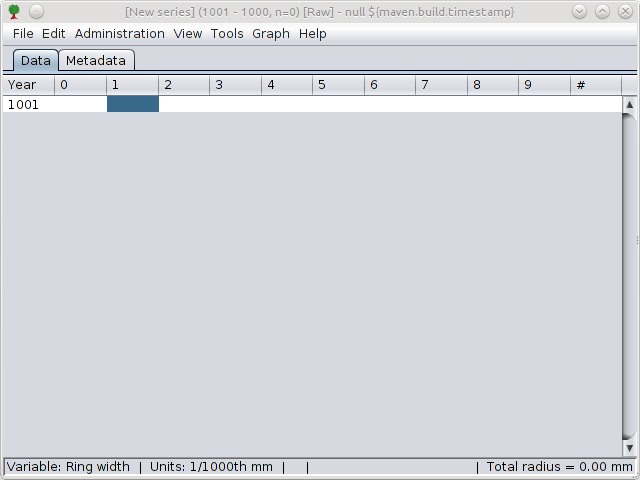 [New series] (1001 - 1000, n=0) [Raw] - null ${maven.build.timestamp}
File Edit Administration View Tools Graph Help
Data Metadata
Year 0 1 2 3 4 5 6 7 8 9 #
1001
Variable: Ring width | Units: 1/1000th mm | | | Total radius = 0.00 mm